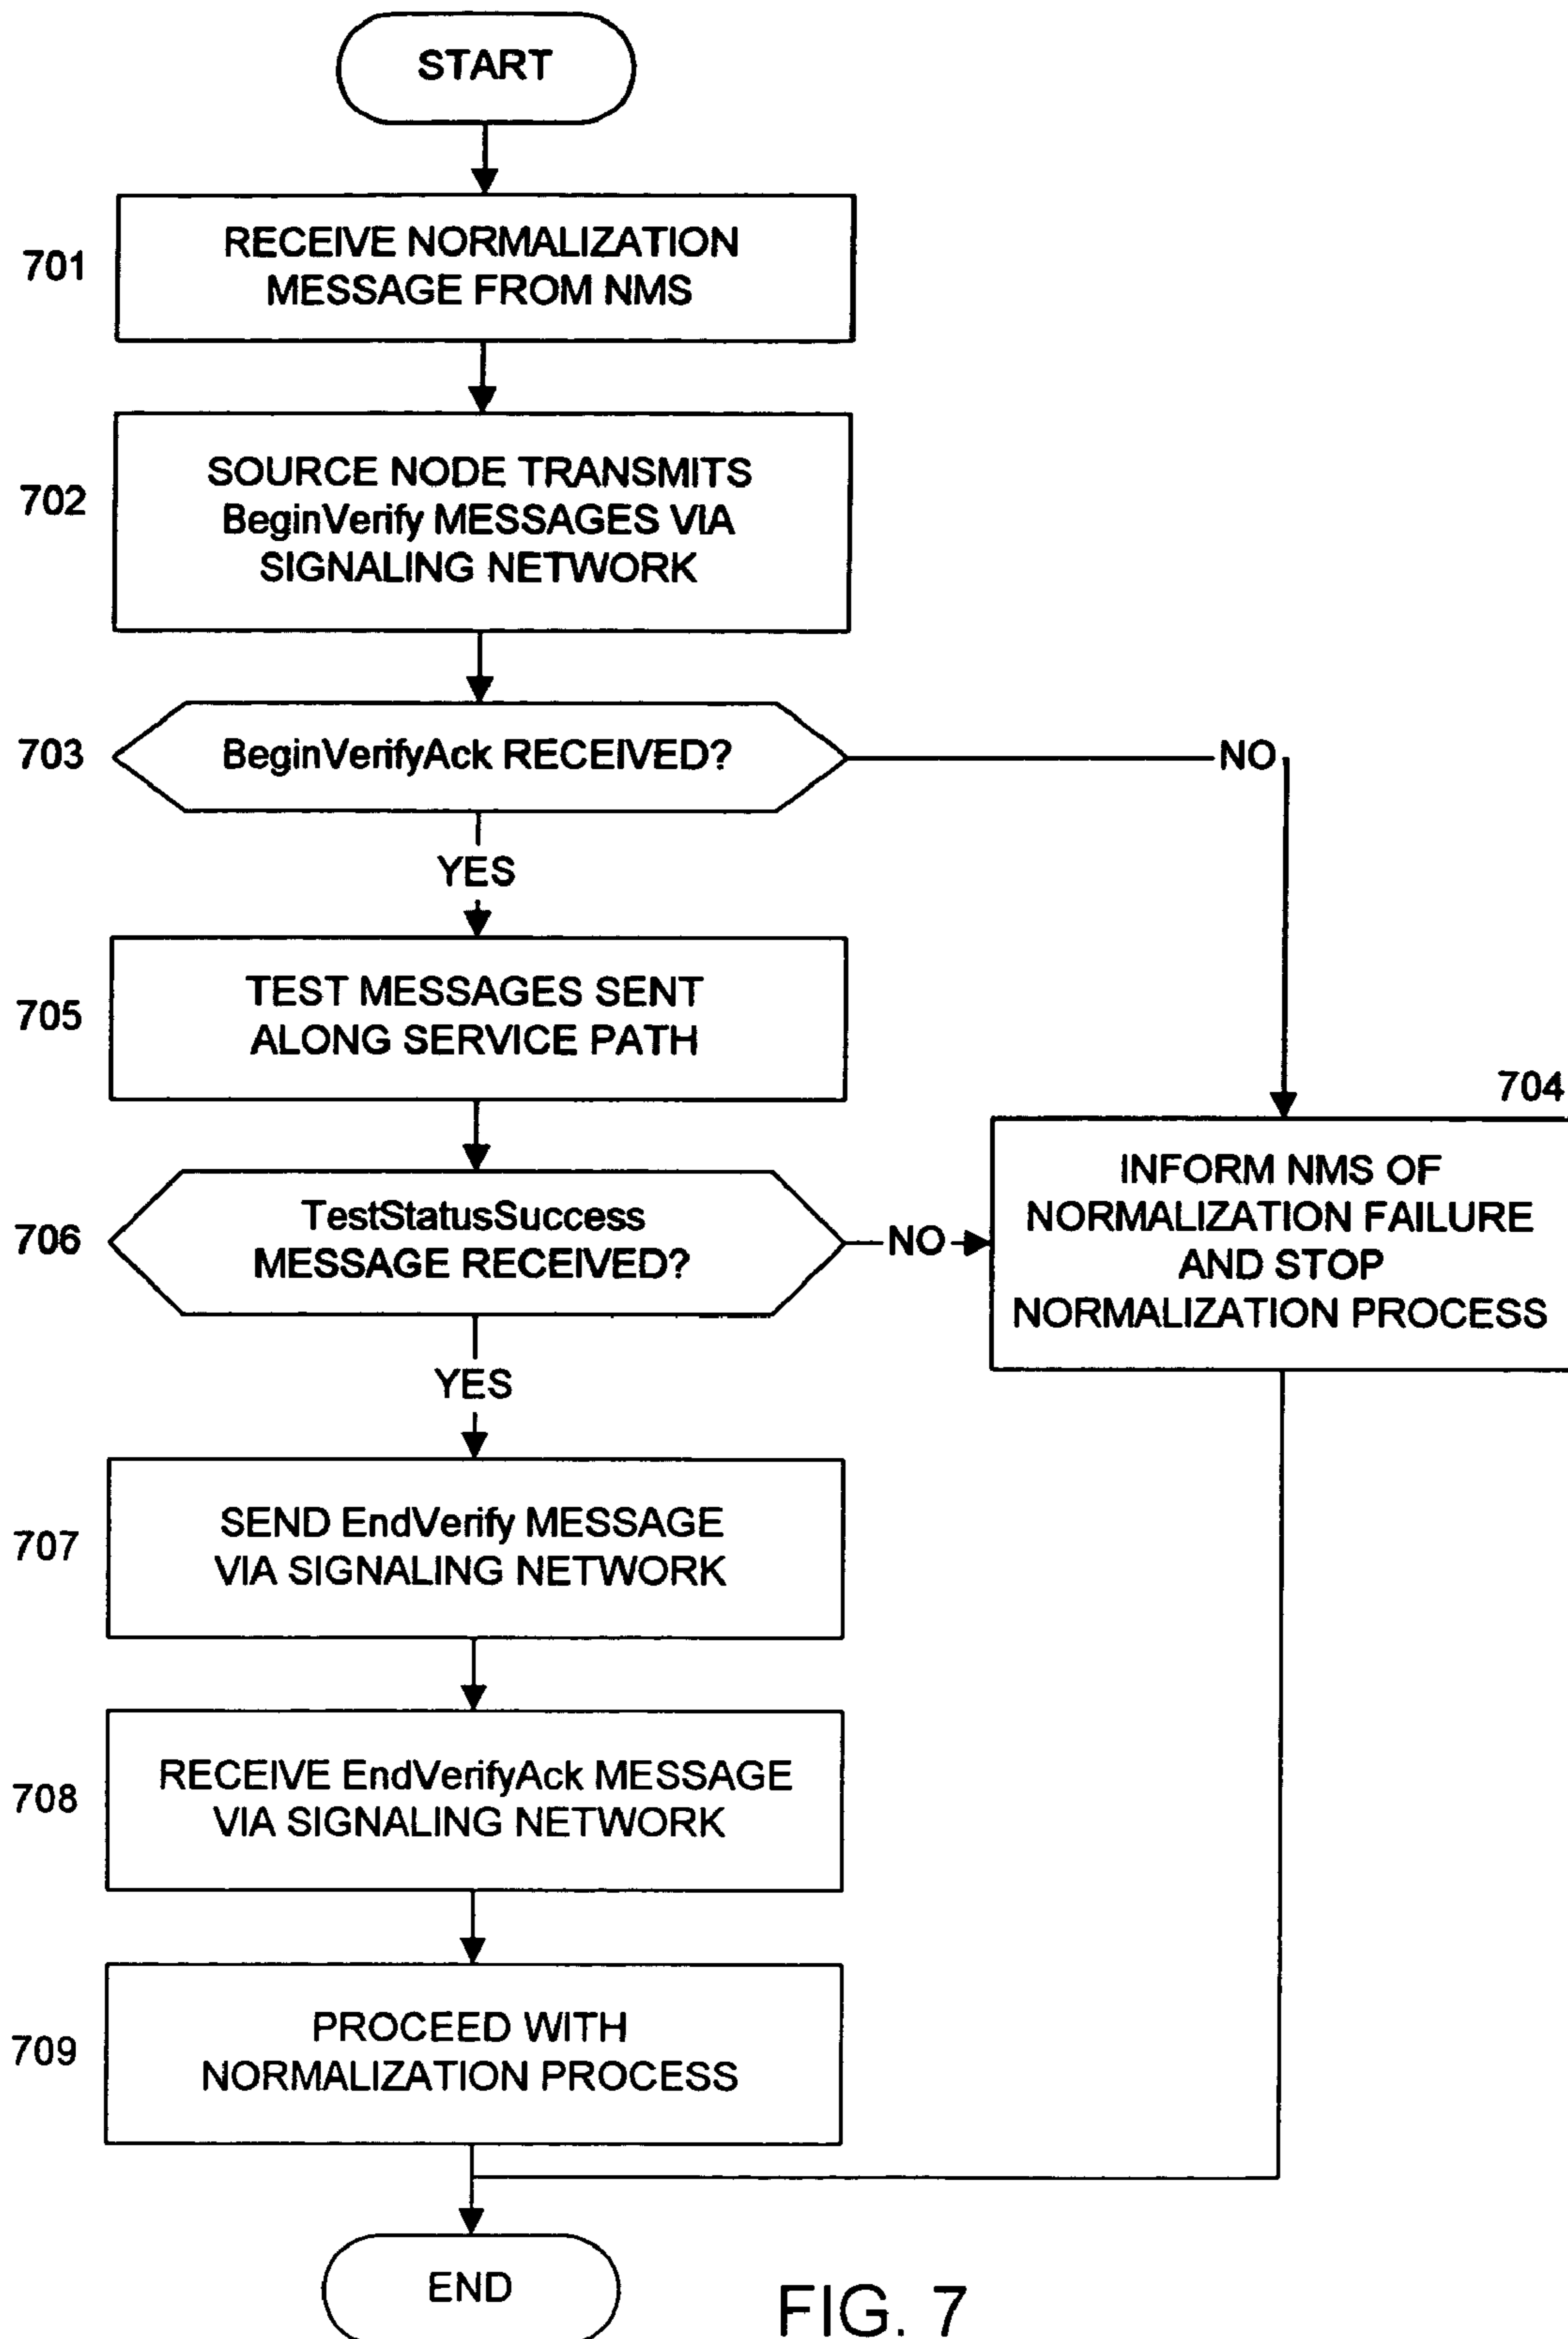 START
701
RECEIVE NORMALIZATION
MESSAGE FROM NMS
702
SOURCE NODE TRANSMITS
BeginVerify MESSAGES VIA
SIGNALING NETWORK
703
BeginVerifyAck RECEIVED?
NO
YES
705
TEST MESSAGES SENT
ALONG SERVICE PATH
704
INFORM NMS OF
NORMALIZATION FAILURE
AND STOP
NORMALIZATION PROCESS
706
TestStatusSuccess
MESSAGE RECEIVED?
NO
YES
707
SEND EndVerify MESSAGE
VIA SIGNALING NETWORK
708
RECEIVE EndVerifyAck MESSAGE
VIA SIGNALING NETWORK
709
PROCEED WITH
NORMALIZATION PROCESS
END
FIG. 7